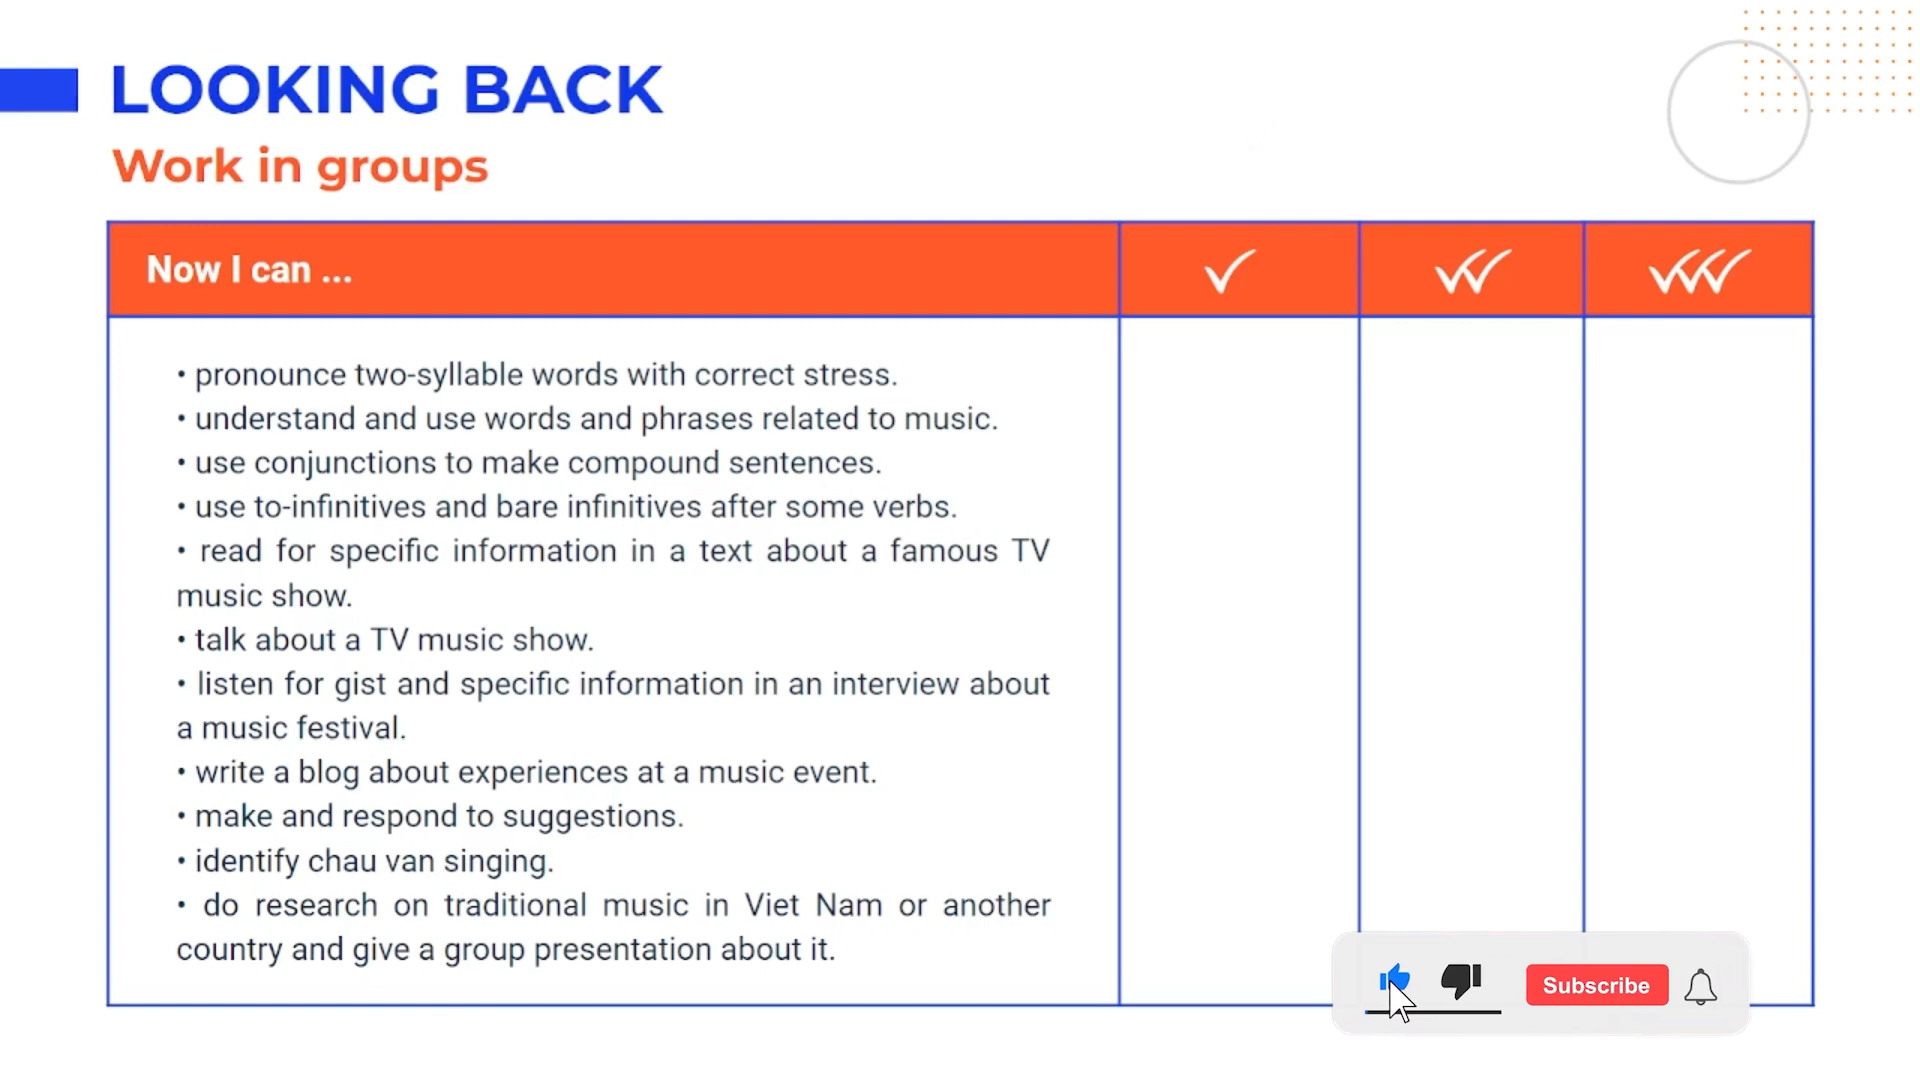 LOOKING BACK
Work in groups
Now I can ...
• pronounce two-syllable words with correct stress.
• understand and use words and phrases related to music.
• use conjunctions to make compound sentences.
• use to-infinitives and bare infinitives after some verbs.
• read for specific information in a text about a famous TV
music show.
• talk about a TV music show.
• listen for gist and specific information in an interview about
a music festival.
• write a blog about experiences at a music event.
• make and respond to suggestions.
• identify chau van singing.
• do research on traditional music in Viet Nam or another
country and give a group presentation about it.
Subscribe